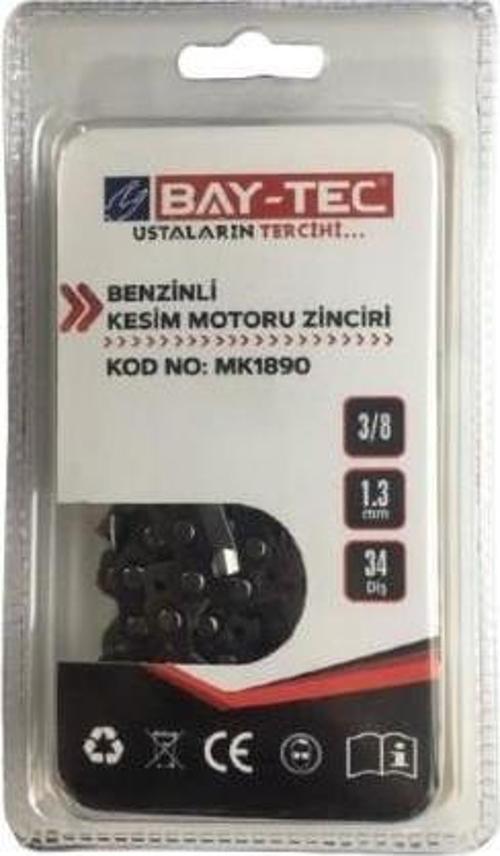 BAY-TEC
USTALARIN TERCİHİ...
BENZİNLİ
KESİM MOTORU ZİNCİRİ
KOD NO: MK1890
3/8
1.3
mm
34
Diş
CE